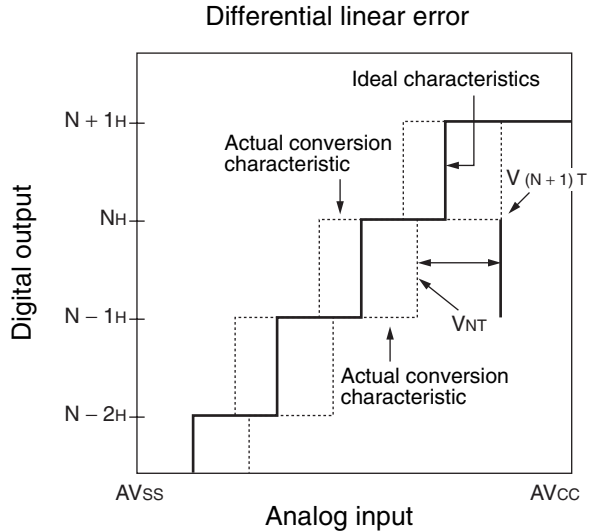 Differential linear error
Ideal characteristics
N + 1H
Actual conversion
characteristic
V (N + 1) T
NH
Digital output
N – 1H
VNT
Actual conversion
characteristic
N – 2H
AVSS
AVCC
Analog input